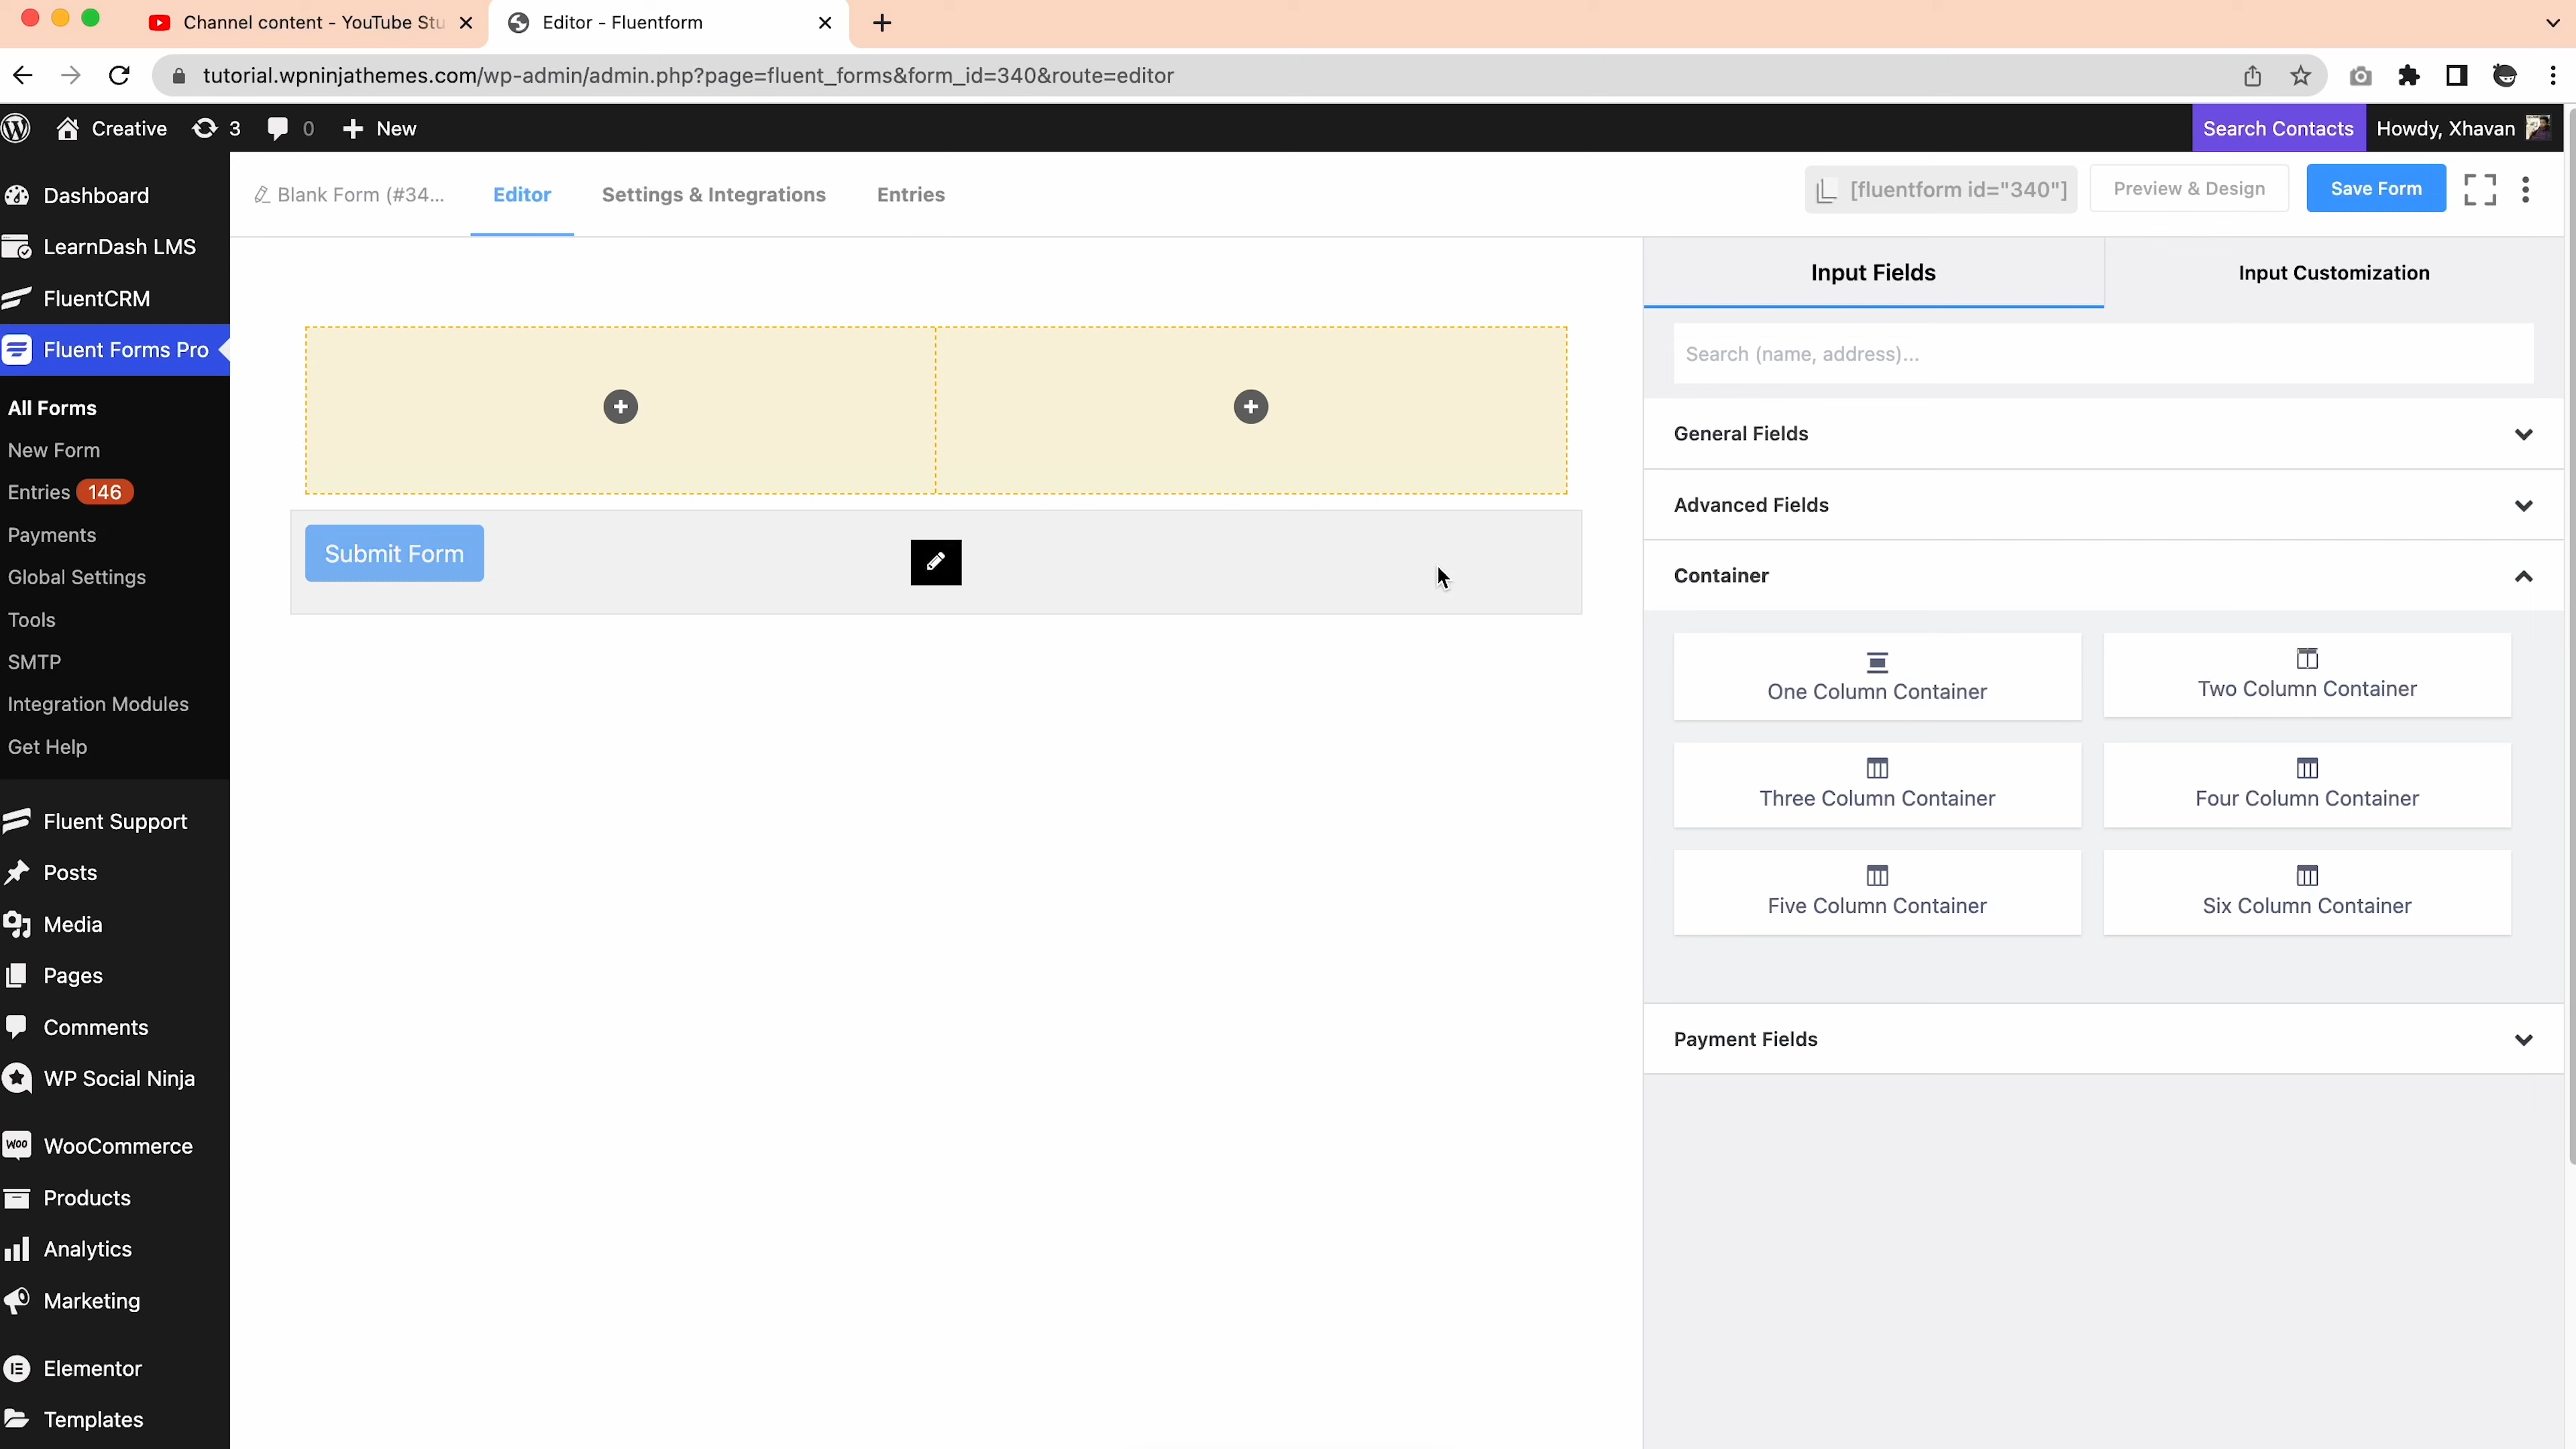 Channel content - YouTube Stu
Editor - Fluentform
tutorial.wpninjathemes.com/wp-admin/admin.php?page=fluent_forms&form_id=340&route=editor
Creative
3
0
New
Search Contacts
Howdy, Xhavan
Dashboard
LearnDash LMS
FluentCRM
Fluent Forms Pro
All Forms
New Form
Entries 146
Payments
Global Settings
Tools
SMTP
Integration Modules
Get Help
Fluent Support
Posts
Media
Pages
Comments
WP Social Ninja
WooCommerce
Products
Analytics
Marketing
Elementor
Templates
Blank Form (#34...
Editor
Settings & Integrations
Entries
[fluentform id="340"]
Preview & Design
Save Form
Submit Form
Input Fields
Input Customization
Search (name, address)...
General Fields
Advanced Fields
Container
One Column Container
Two Column Container
Three Column Container
Four Column Container
Five Column Container
Six Column Container
Payment Fields